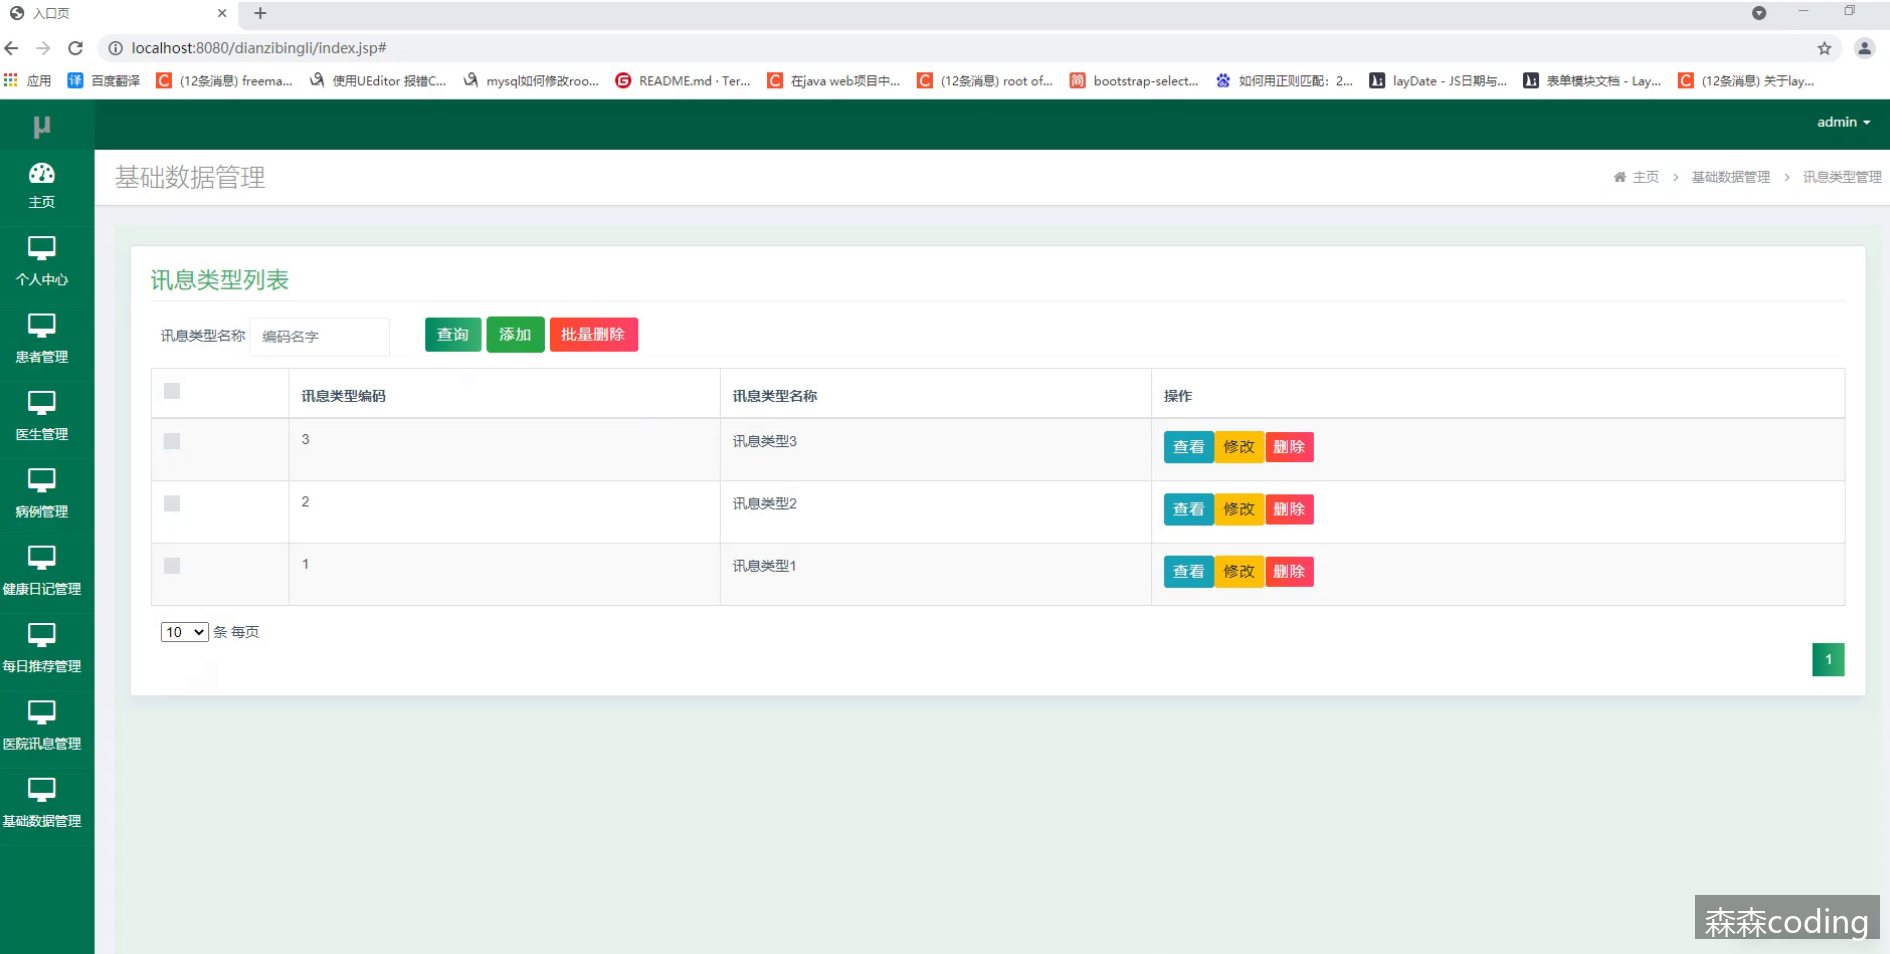 入口页
localhost:8080/dianzibingli/index.jsp#
应用 百度翻译 (12条消息) freema... 使用UEditor 报错C... mysql如何修改roo... README.md · Ter... 在java web项目中... (12条消息) root of... bootstrap-select... 如何用正则匹配：2... layDate - JS日期与... 表单模块文档 - Lay... (12条消息) 关于lay...
μ
admin
主页
个人中心
患者管理
医生管理
病例管理
健康日记管理
每日推荐管理
医院讯息管理
基础数据管理
基础数据管理
主页 > 基础数据管理 > 讯息类型管理
讯息类型列表
讯息类型名称 编码名字 查询 添加 批量删除
讯息类型编码 讯息类型名称 操作
3 讯息类型3 查看 修改 删除
2 讯息类型2 查看 修改 删除
1 讯息类型1 查看 修改 删除
10 条 每页
1
森森coding